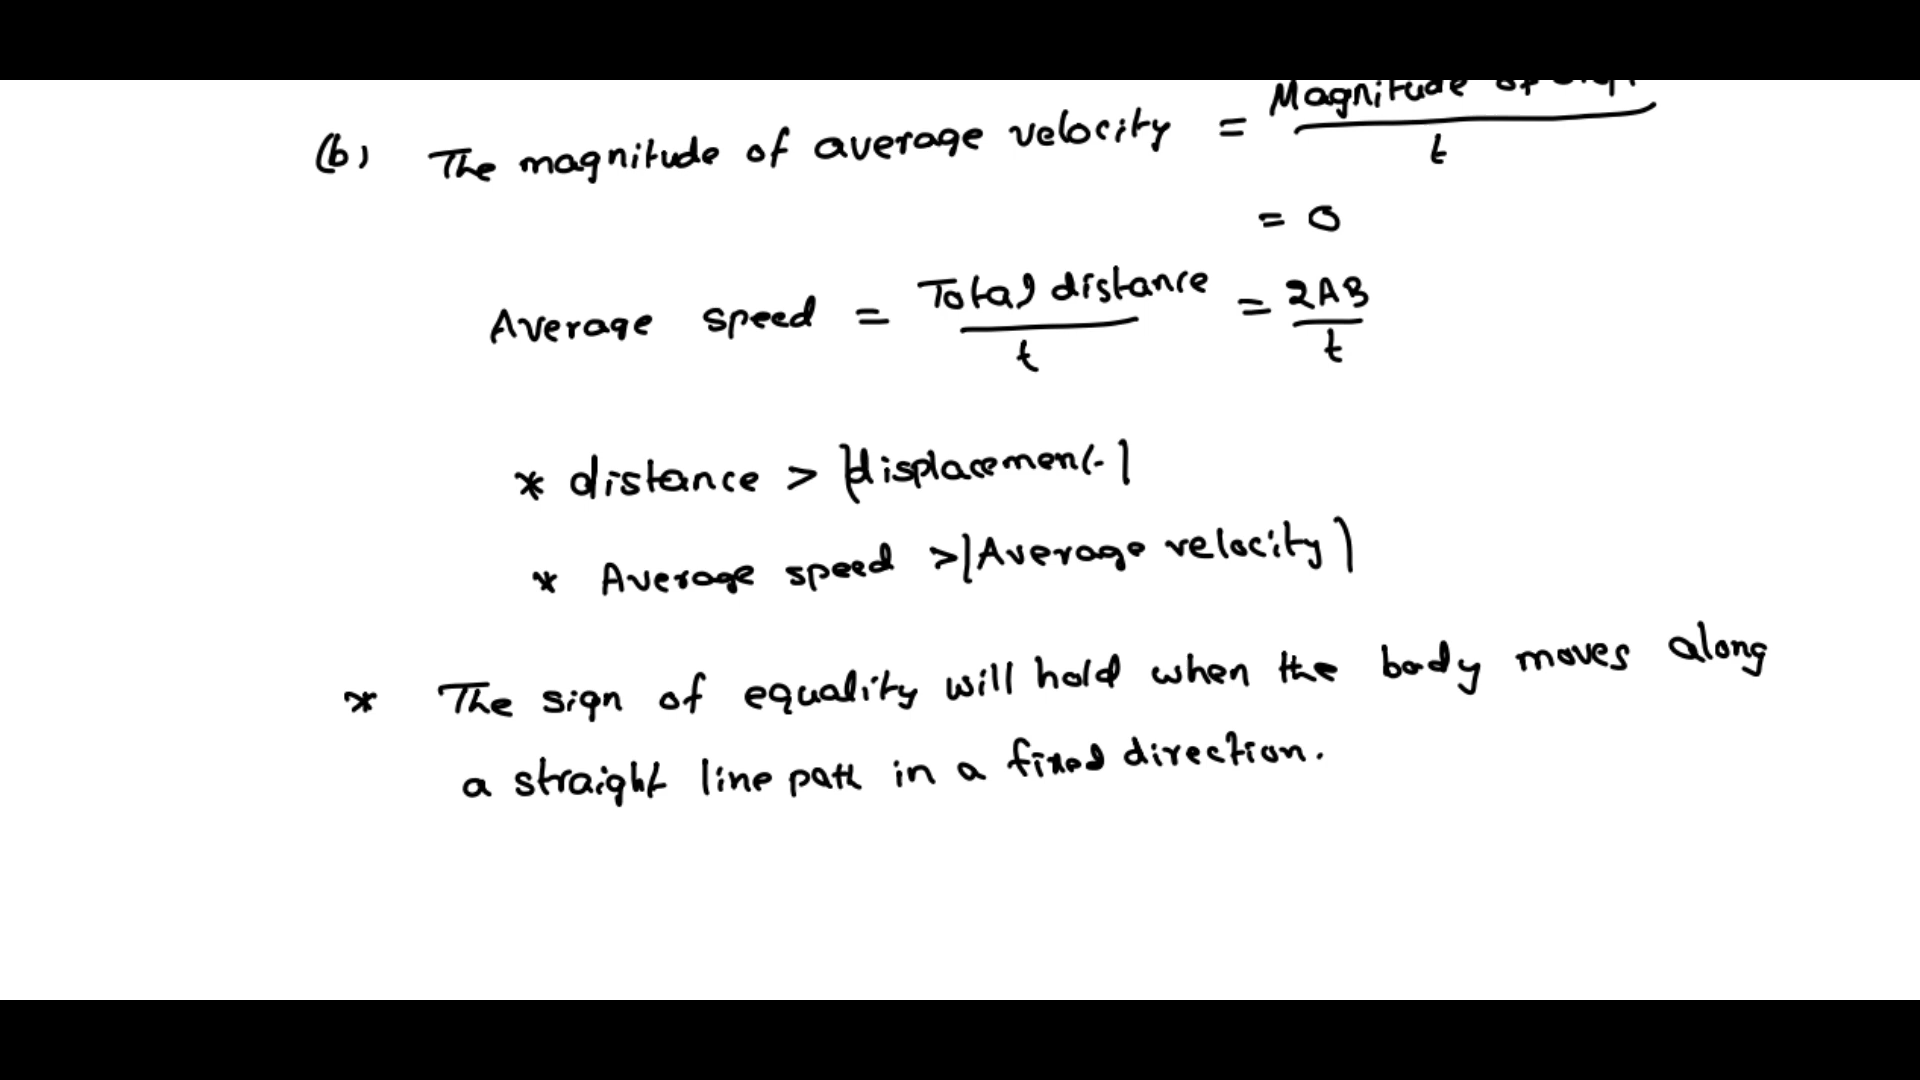 (b) The magnitude of average velocity = Magnitude of / t
= 0
Average speed = Total distance / t = 2AB / t
* distance > |displacement|
* Average speed > |Average velocity|
* The sign of equality will hold when the body moves along
a straight line path in a fixed direction.